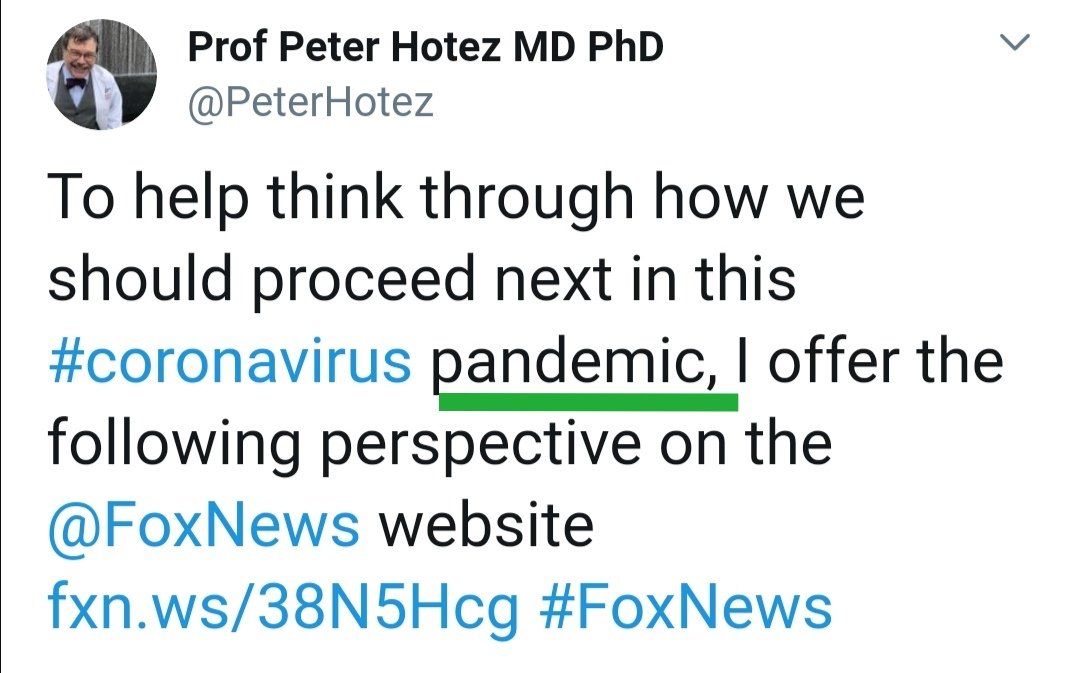 Prof Peter Hotez MD PhD
@PeterHotez
To help think through how we
should proceed next in this
#coronavirus pandemic, I offer the
following perspective on the
@FoxNews website
fxn.ws/38N5Hcg #FoxNews